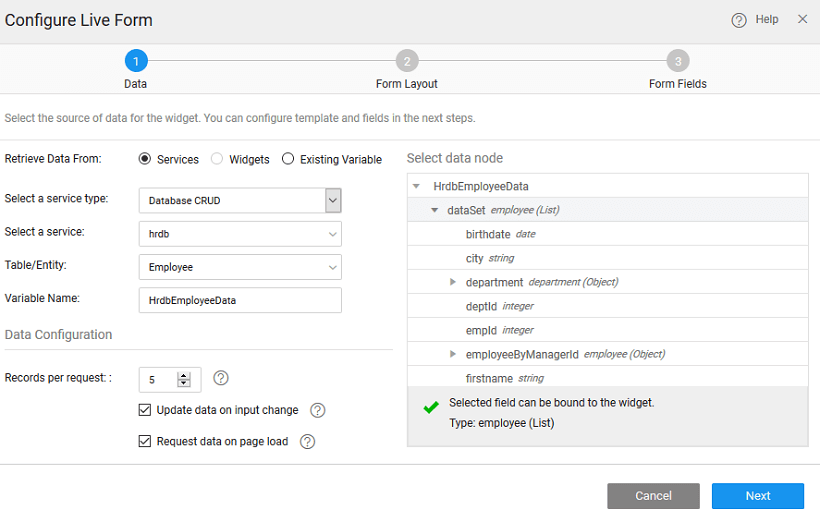 Configure Live Form
? Help ×
1 2 3
Data Form Layout Form Fields
Select the source of data for the widget. You can configure template and fields in the next steps.
Retrieve Data From: Services Widgets Existing Variable
Select a service type: Database CRUD
Select a service: hrdb
Table/Entity: Employee
Variable Name: HrdbEmployeeData
Data Configuration
Records per request: : 5 ?
Update data on input change ?
Request data on page load ?
Select data node
HrdbEmployeeData
dataSet employee (List)
birthdate date
city string
department department (Object)
deptId integer
empId integer
employeeByManagerId employee (Object)
firstname string
Selected field can be bound to the widget.
Type: employee (List)
Cancel Next